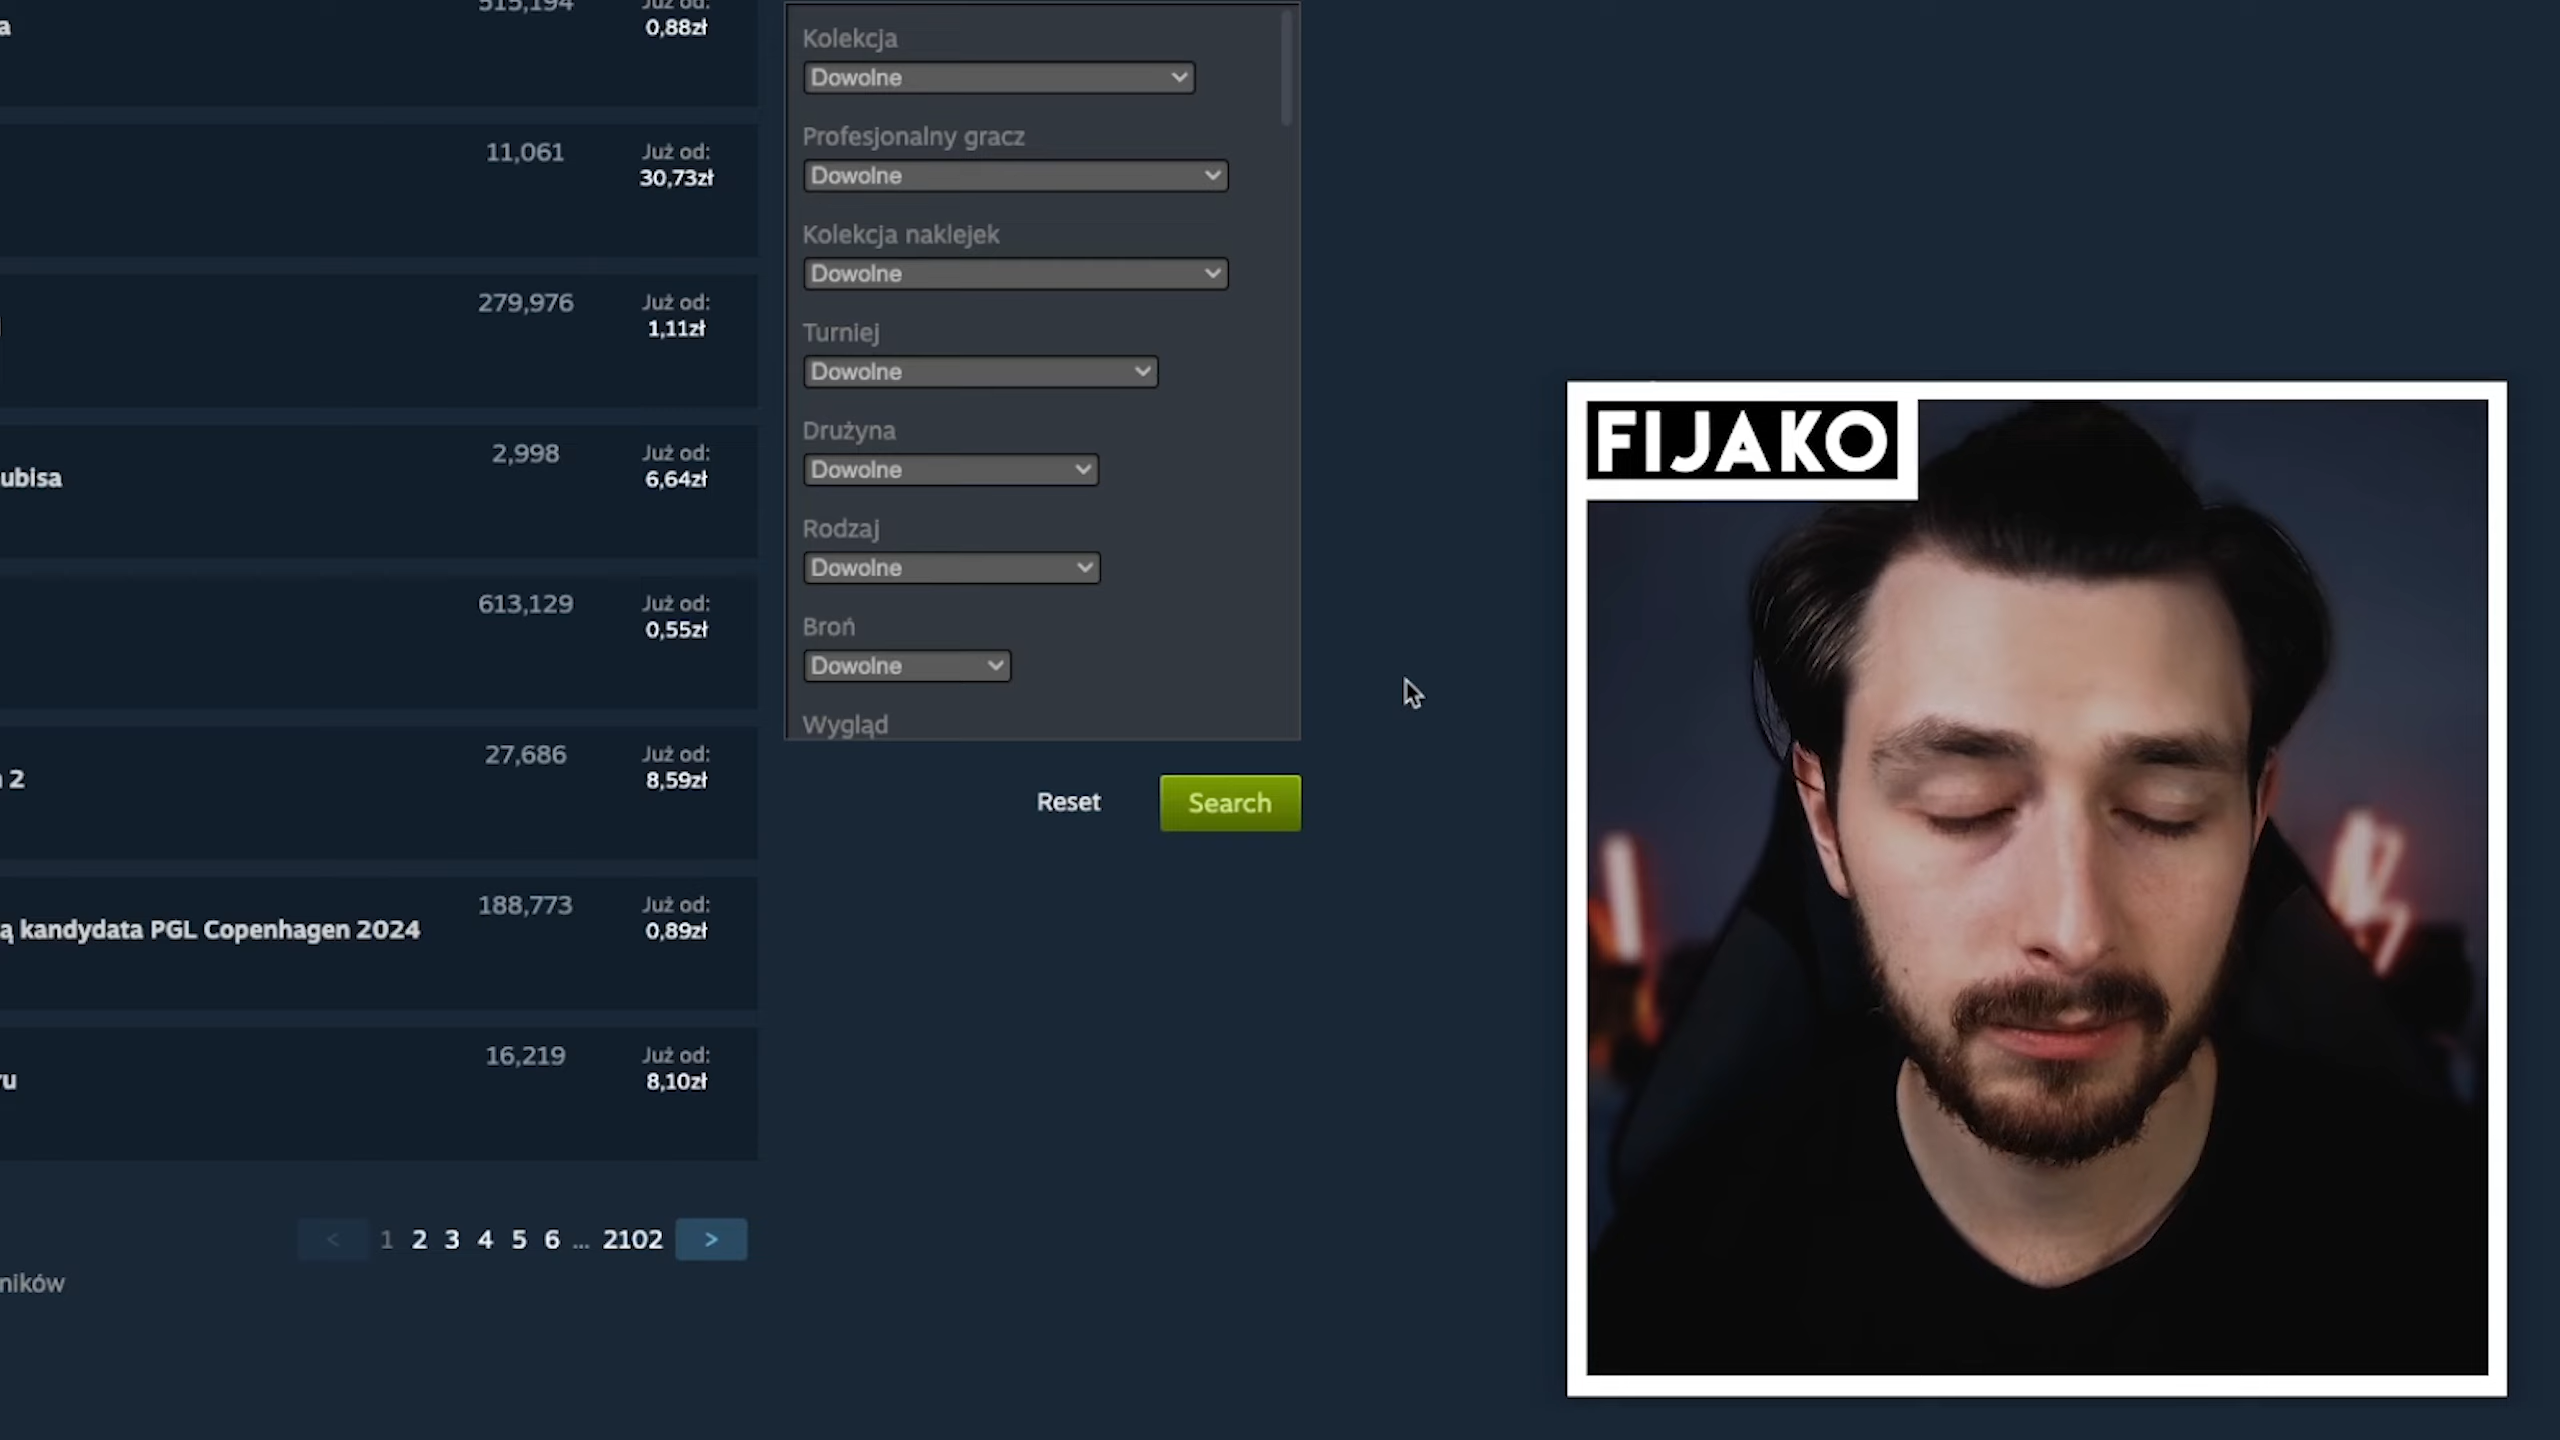 515,194
Już od:
0,88zł
11,061
Już od:
30,73zł
279,976
Już od:
1,11zł
ubisa
2,998
Już od:
6,64zł
613,129
Już od:
0,55zł
2
27,686
Już od:
8,59zł
ą kandydata PGL Copenhagen 2024
188,773
Już od:
0,89zł
16,219
Już od:
8,10zł
< 1 2 3 4 5 6 ... 2102 >
ników
Kolekcja
Dowolne
Profesjonalny gracz
Dowolne
Kolekcja naklejek
Dowolne
Turniej
Dowolne
Drużyna
Dowolne
Rodzaj
Dowolne
Broń
Dowolne
Wygląd
Reset
Search
FIJAKO